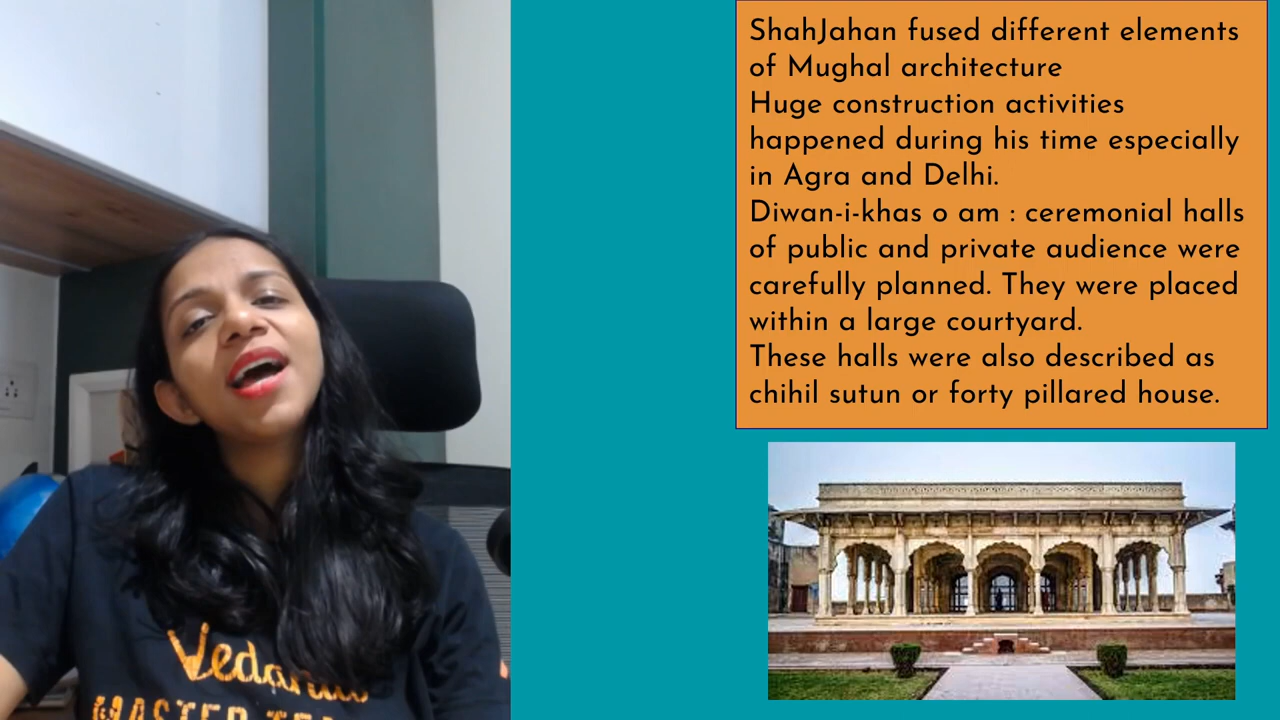 ShahJahan fused different elements
of Mughal architecture
Huge construction activities
happened during his time especially
in Agra and Delhi.
Diwan-i-khas o am : ceremonial halls
of public and private audience were
carefully planned. They were placed
within a large courtyard.
These halls were also described as
chihil sutun or forty pillared house.
Vedantu
MASTER